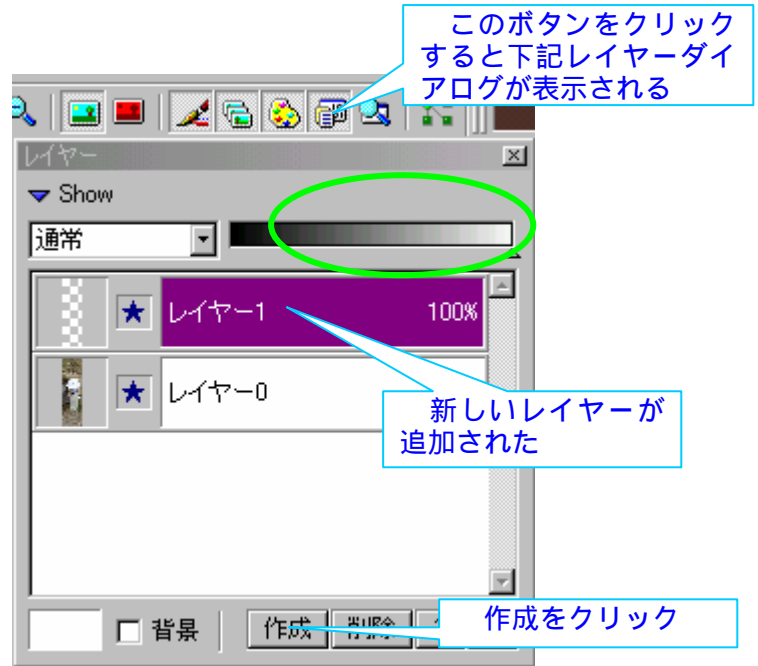 このボタンをクリック
すると下記レイヤーダイ
アログが表示される
レイヤー
Show
通常
レイヤー1 100%
レイヤー0
新しいレイヤーが
追加された
作成をクリック
背景 作成 削除